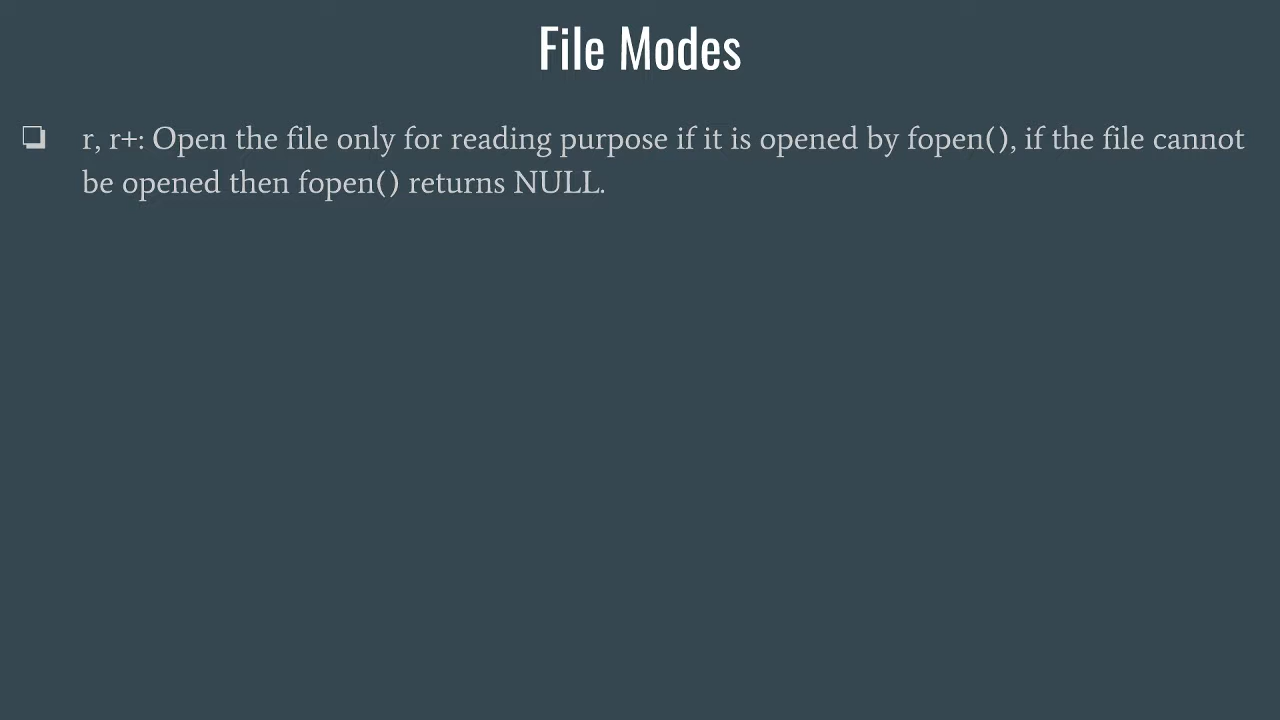 File Modes
❏ r, r+: Open the file only for reading purpose if it is opened by fopen(), if the file cannot
be opened then fopen() returns NULL.